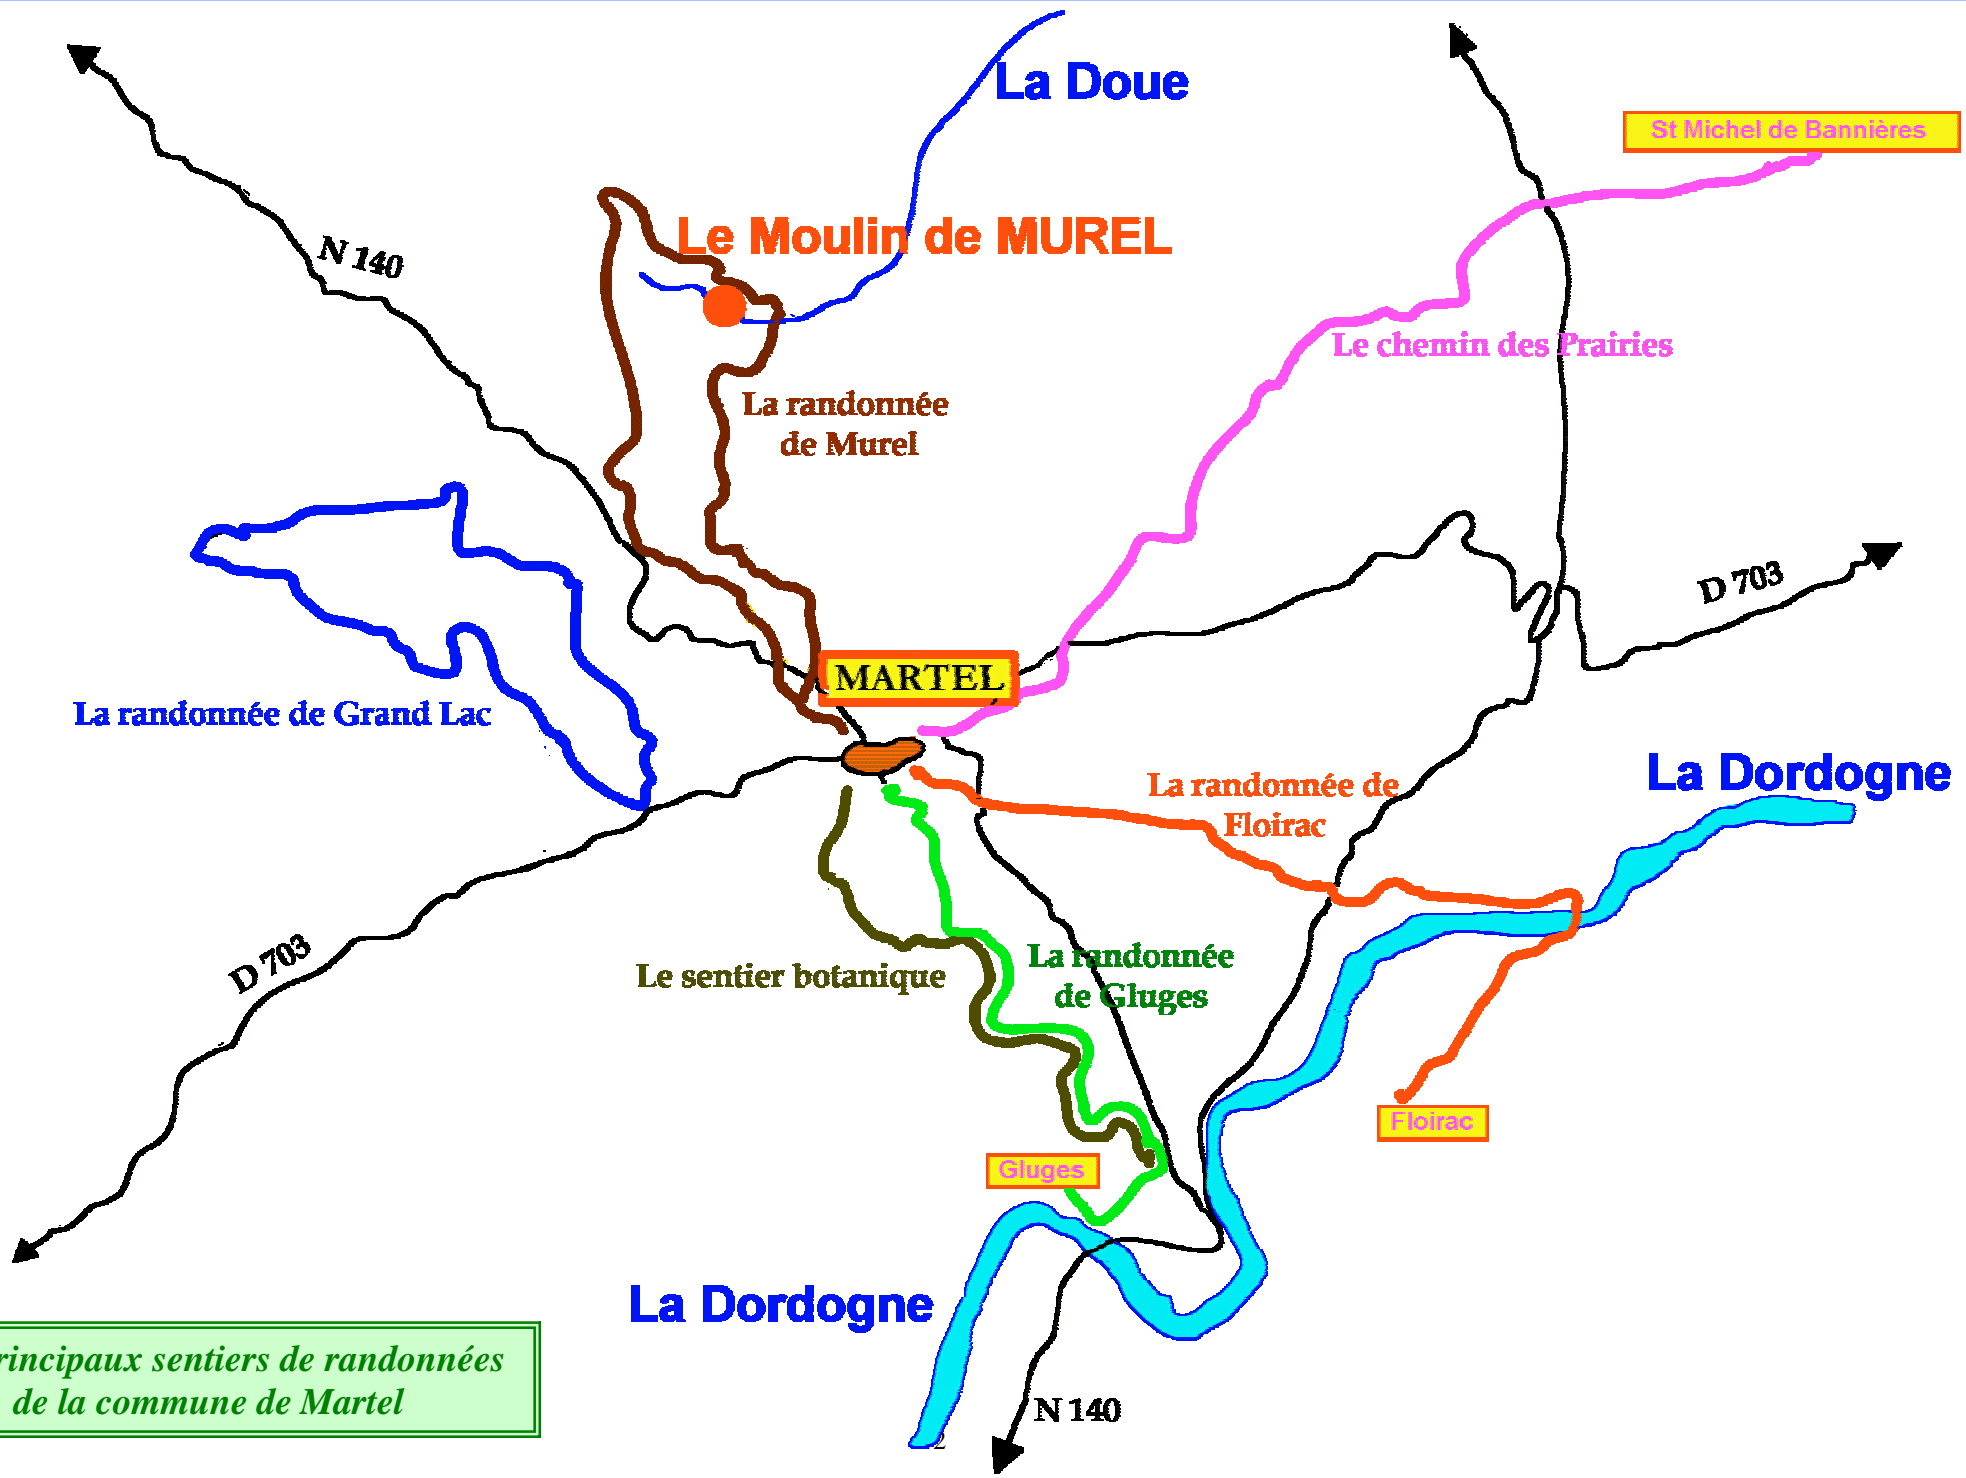 La Doue
St Michel de Bannières
Le Moulin de MUREL
N 140
Le chemin des Prairies
La randonnée
de Murel
D 703
MARTEL
La randonnée de Grand Lac
La randonnée de
Floirac
La Dordogne
D 703
Le sentier botanique
La randonnée
de Gluges
Floirac
Gluges
La Dordogne
rincipaux sentiers de randonnées
de la commune de Martel
N 140
2